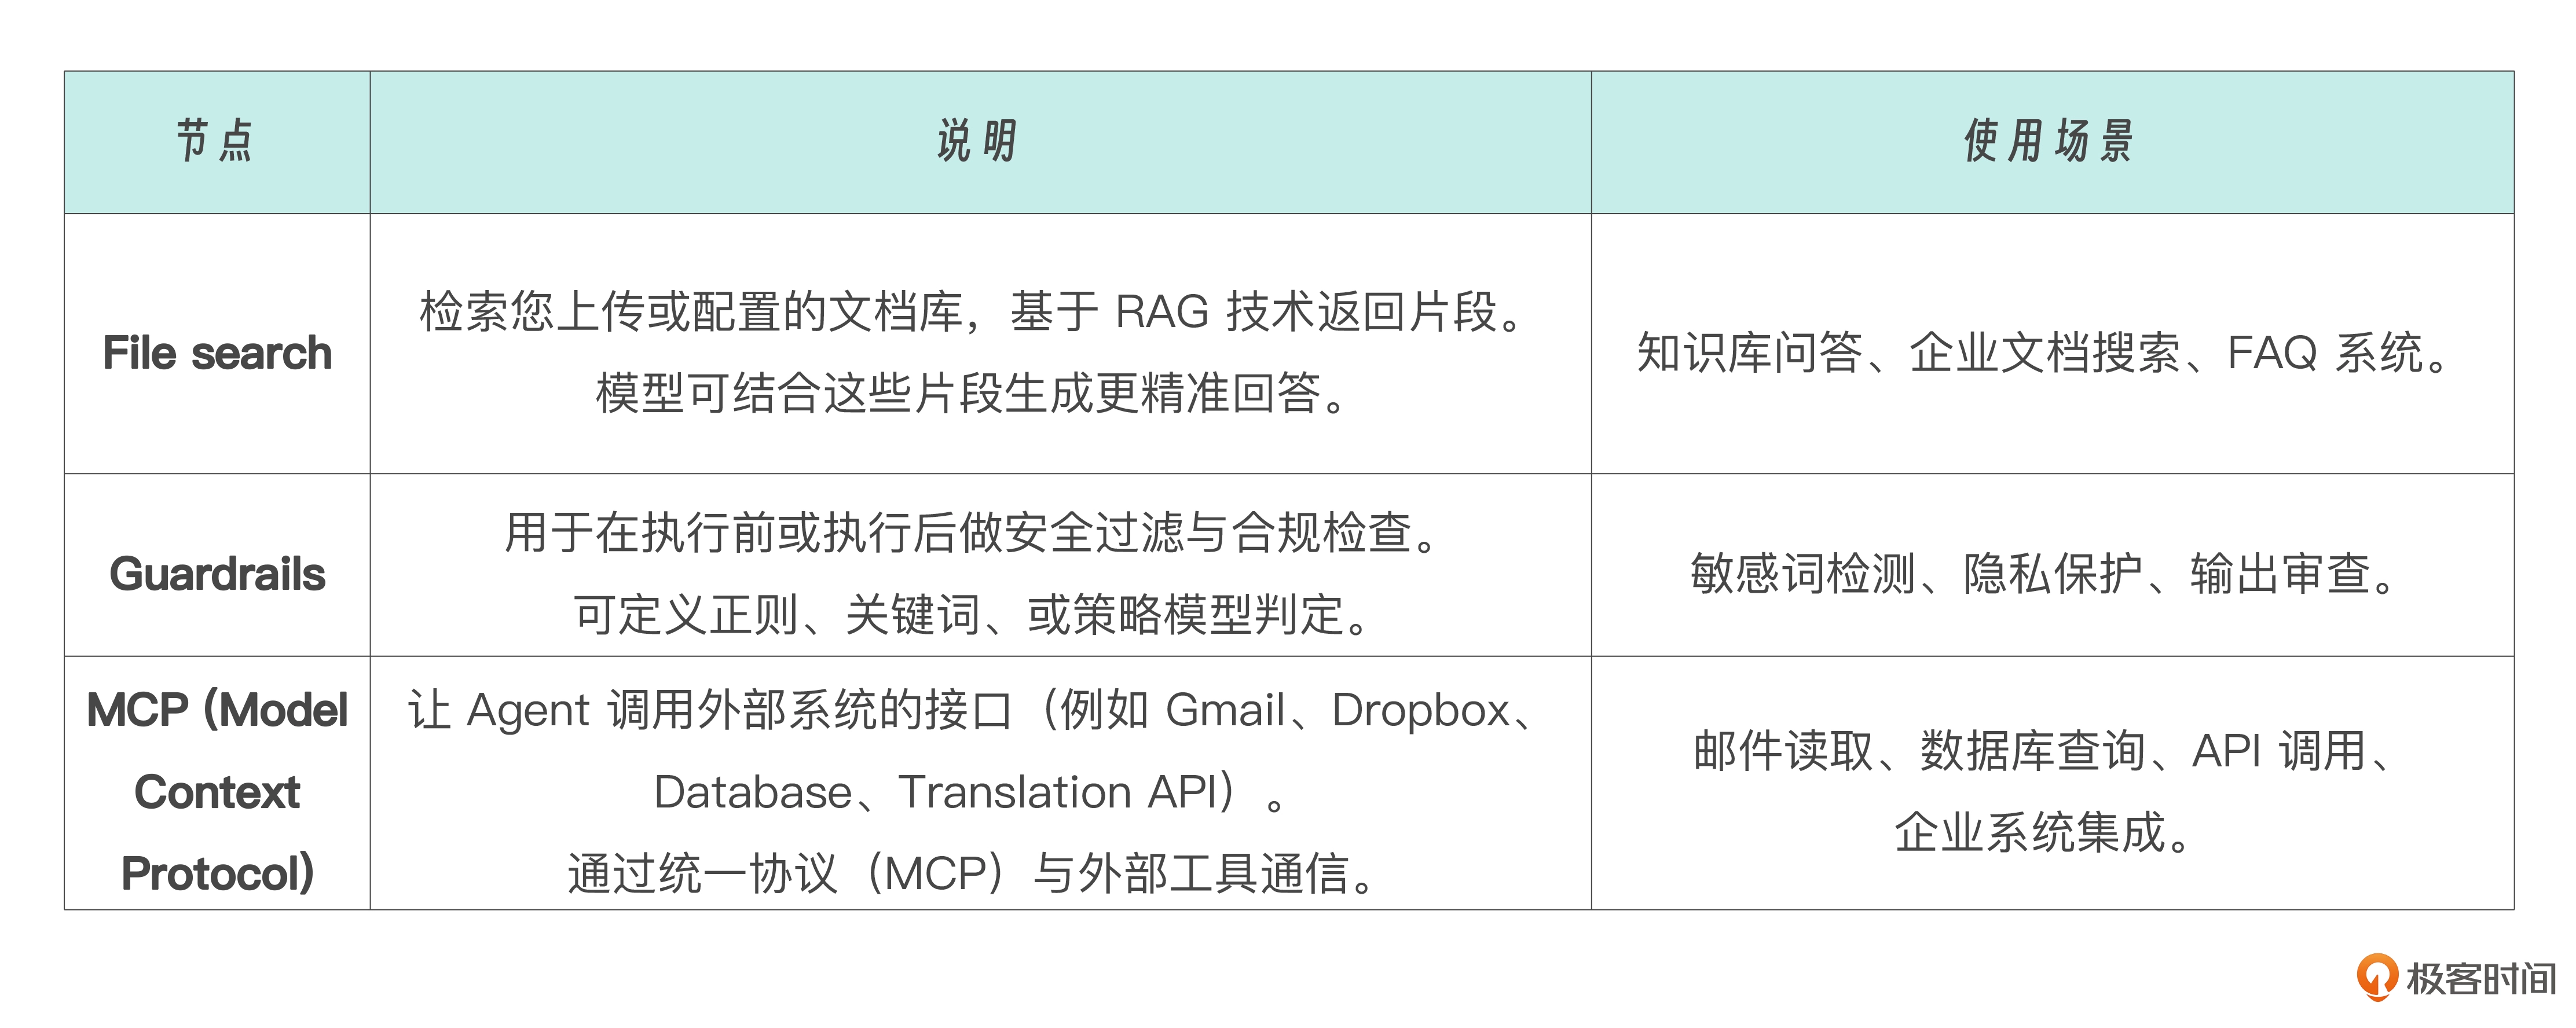 节点
说明
使用场景
File search
检索您上传或配置的文档库，基于 RAG 技术返回片段。
模型可结合这些片段生成更精准回答。
知识库问答、企业文档搜索、FAQ 系统。
Guardrails
用于在执行前或执行后做安全过滤与合规检查。
可定义正则、关键词、或策略模型判定。
敏感词检测、隐私保护、输出审查。
MCP (Model
Context
Protocol)
让 Agent 调用外部系统的接口（例如 Gmail、Dropbox、
Database、Translation API）。
通过统一协议（MCP）与外部工具通信。
邮件读取、数据库查询、API 调用、
企业系统集成。
极客时间